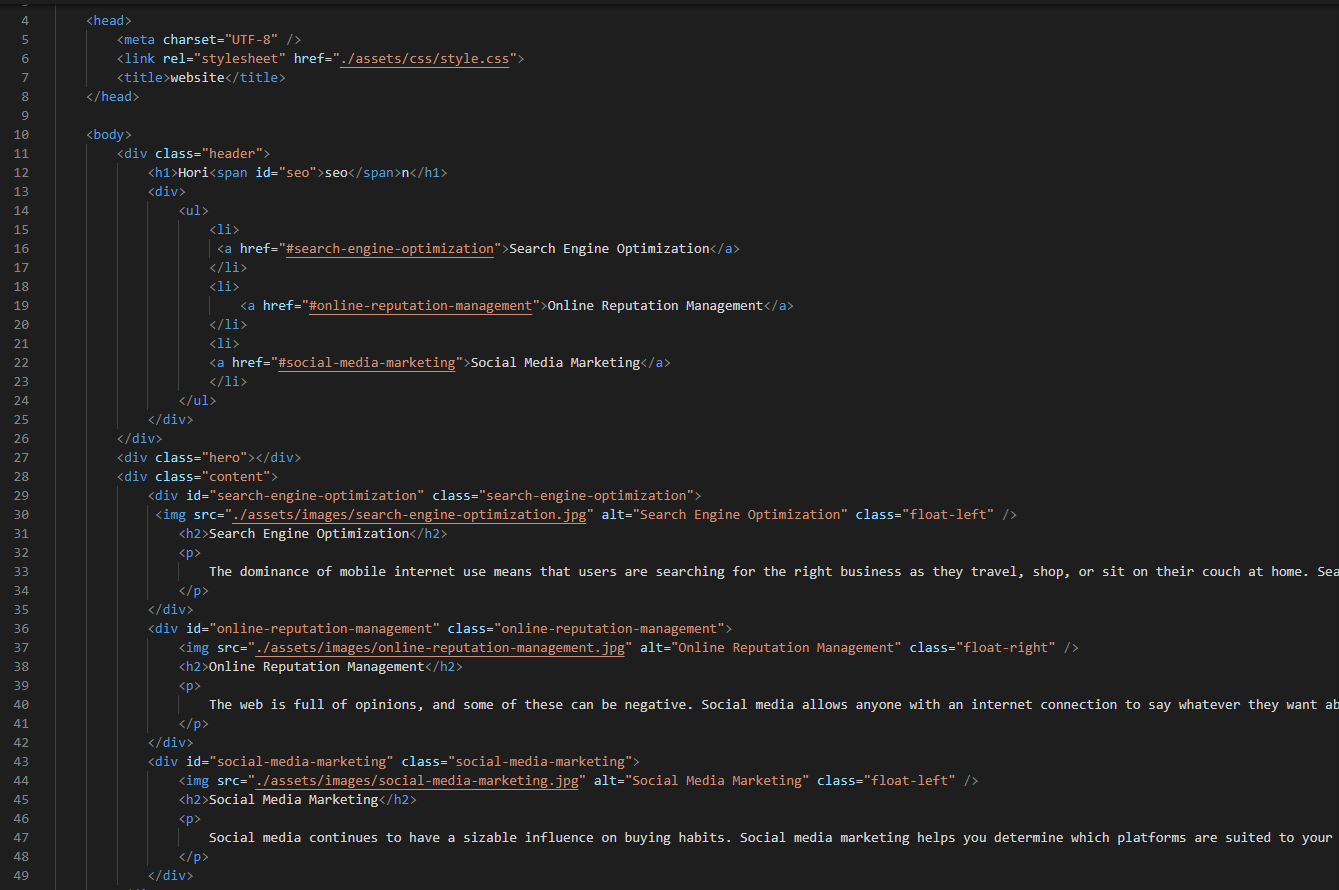 4 <head>
5 <meta charset="UTF-8" />
6 <link rel="stylesheet" href="./assets/css/style.css">
7 <title>website</title>
8 </head>
9
10 <body>
11 <div class="header">
12 <h1>Hori<span id="seo">seo</span>n</h1>
13 <div>
14 <ul>
15 <li>
16 <a href="#search-engine-optimization">Search Engine Optimization</a>
17 </li>
18 <li>
19 <a href="#online-reputation-management">Online Reputation Management</a>
20 </li>
21 <li>
22 <a href="#social-media-marketing">Social Media Marketing</a>
23 </li>
24 </ul>
25 </div>
26 </div>
27 <div class="hero"></div>
28 <div class="content">
29 <div id="search-engine-optimization" class="search-engine-optimization">
30 <img src="./assets/images/search-engine-optimization.jpg" alt="Search Engine Optimization" class="float-left" />
31 <h2>Search Engine Optimization</h2>
32 <p>
33 The dominance of mobile internet use means that users are searching for the right business as they travel, shop, or sit on their couch at home. Sea
34 </p>
35 </div>
36 <div id="online-reputation-management" class="online-reputation-management">
37 <img src="./assets/images/online-reputation-management.jpg" alt="Online Reputation Management" class="float-right" />
38 <h2>Online Reputation Management</h2>
39 <p>
40 The web is full of opinions, and some of these can be negative. Social media allows anyone with an internet connection to say whatever they want ab
41 </p>
42 </div>
43 <div id="social-media-marketing" class="social-media-marketing">
44 <img src="./assets/images/social-media-marketing.jpg" alt="Social Media Marketing" class="float-left" />
45 <h2>Social Media Marketing</h2>
46 <p>
47 Social media continues to have a sizable influence on buying habits. Social media marketing helps you determine which platforms are suited to your
48 </p>
49 </div>